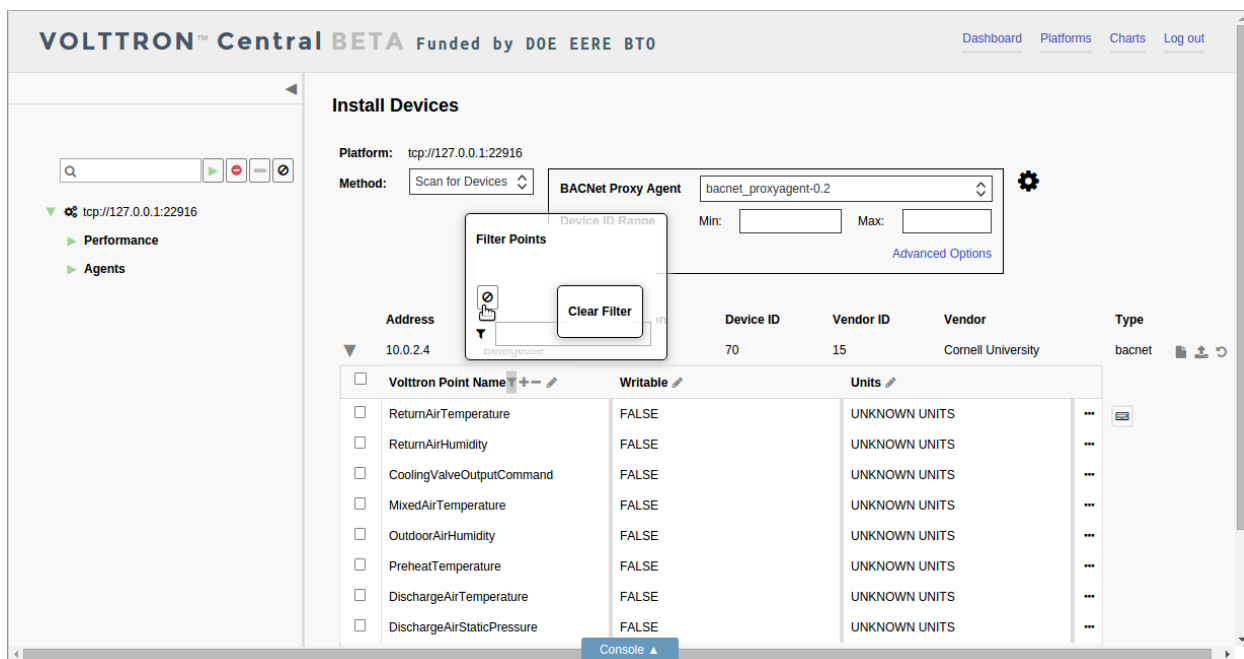 VOLTTRON™ Central BETA Funded by DOE EERE BTO
Dashboard Platforms Charts Log out
Install Devices
Platform: tcp://127.0.0.1:22916
Method: Scan for Devices
BACNet Proxy Agent bacnet_proxyagent-0.2
Device ID Range Min: Max:
Advanced Options
tcp://127.0.0.1:22916
Performance
Agents
Filter Points
Clear Filter
Address Device ID Vendor ID Vendor Type
10.0.2.4 Betelgeuse 70 15 Cornell University bacnet
Volttron Point Name Writable Units
ReturnAirTemperature FALSE UNKNOWN UNITS
ReturnAirHumidity FALSE UNKNOWN UNITS
CoolingValveOutputCommand FALSE UNKNOWN UNITS
MixedAirTemperature FALSE UNKNOWN UNITS
OutdoorAirHumidity FALSE UNKNOWN UNITS
PreheatTemperature FALSE UNKNOWN UNITS
DischargeAirTemperature FALSE UNKNOWN UNITS
DischargeAirStaticPressure FALSE UNKNOWN UNITS
Console ▲